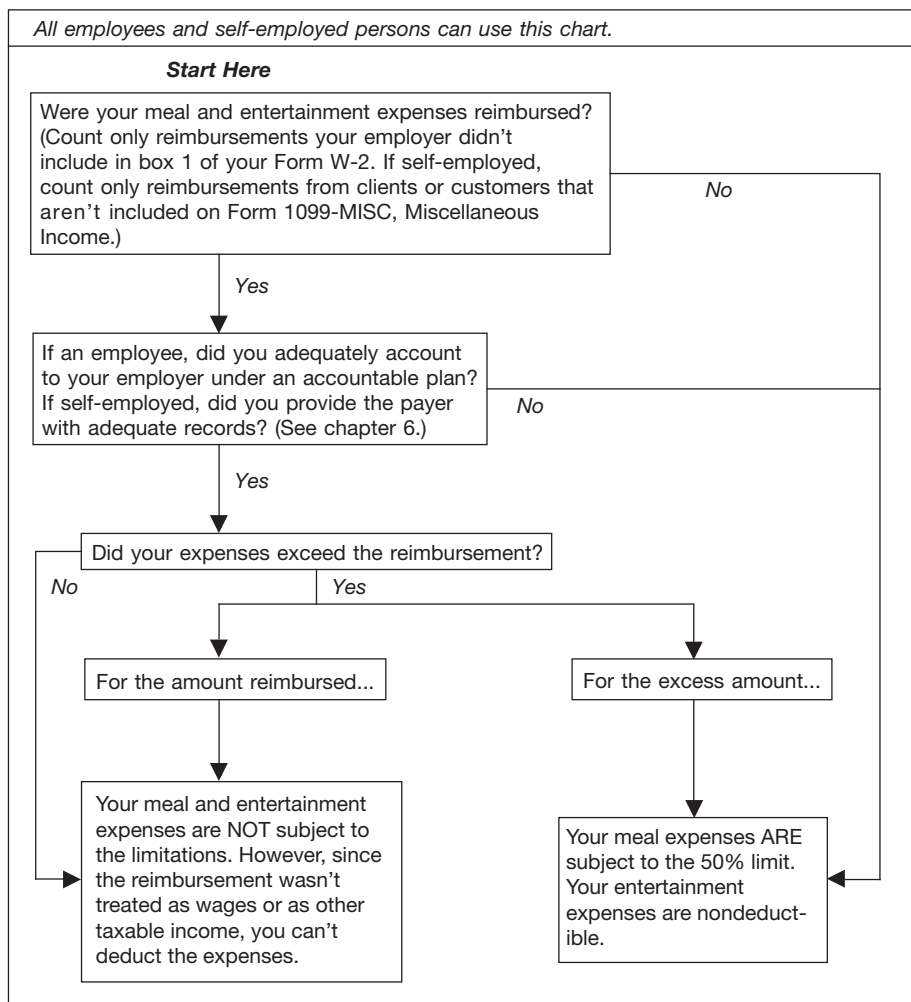 All employees and self-employed persons can use this chart.
Start Here
Were your meal and entertainment expenses reimbursed?
(Count only reimbursements your employer didn't
include in box 1 of your Form W-2. If self-employed,
count only reimbursements from clients or customers that
aren't included on Form 1099-MISC, Miscellaneous
Income.)
No
Yes
If an employee, did you adequately account
to your employer under an accountable plan?
If self-employed, did you provide the payer
with adequate records? (See chapter 6.)
No
Yes
Did your expenses exceed the reimbursement?
No
Yes
For the amount reimbursed...
For the excess amount...
Your meal and entertainment
expenses are NOT subject to
the limitations. However, since
the reimbursement wasn't
treated as wages or as other
taxable income, you can't
deduct the expenses.
Your meal expenses ARE
subject to the 50% limit.
Your entertainment
expenses are nondeduct-
ible.